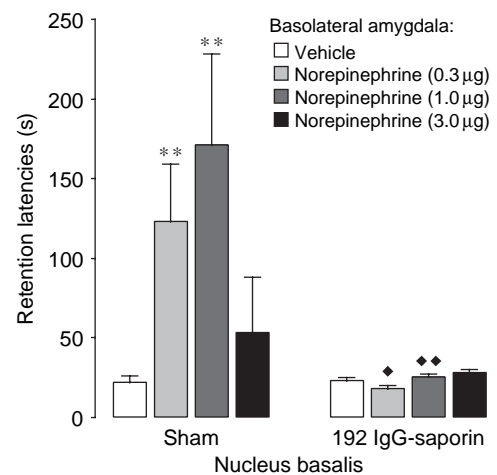 Basolateral amygdala:
Vehicle
Norepinephrine (0.3 µg)
Norepinephrine (1.0 µg)
Norepinephrine (3.0 µg)
Retention latencies (s)
250
200
150
100
50
0
**
**
◆
◆◆
Sham
192 IgG-saporin
Nucleus basalis